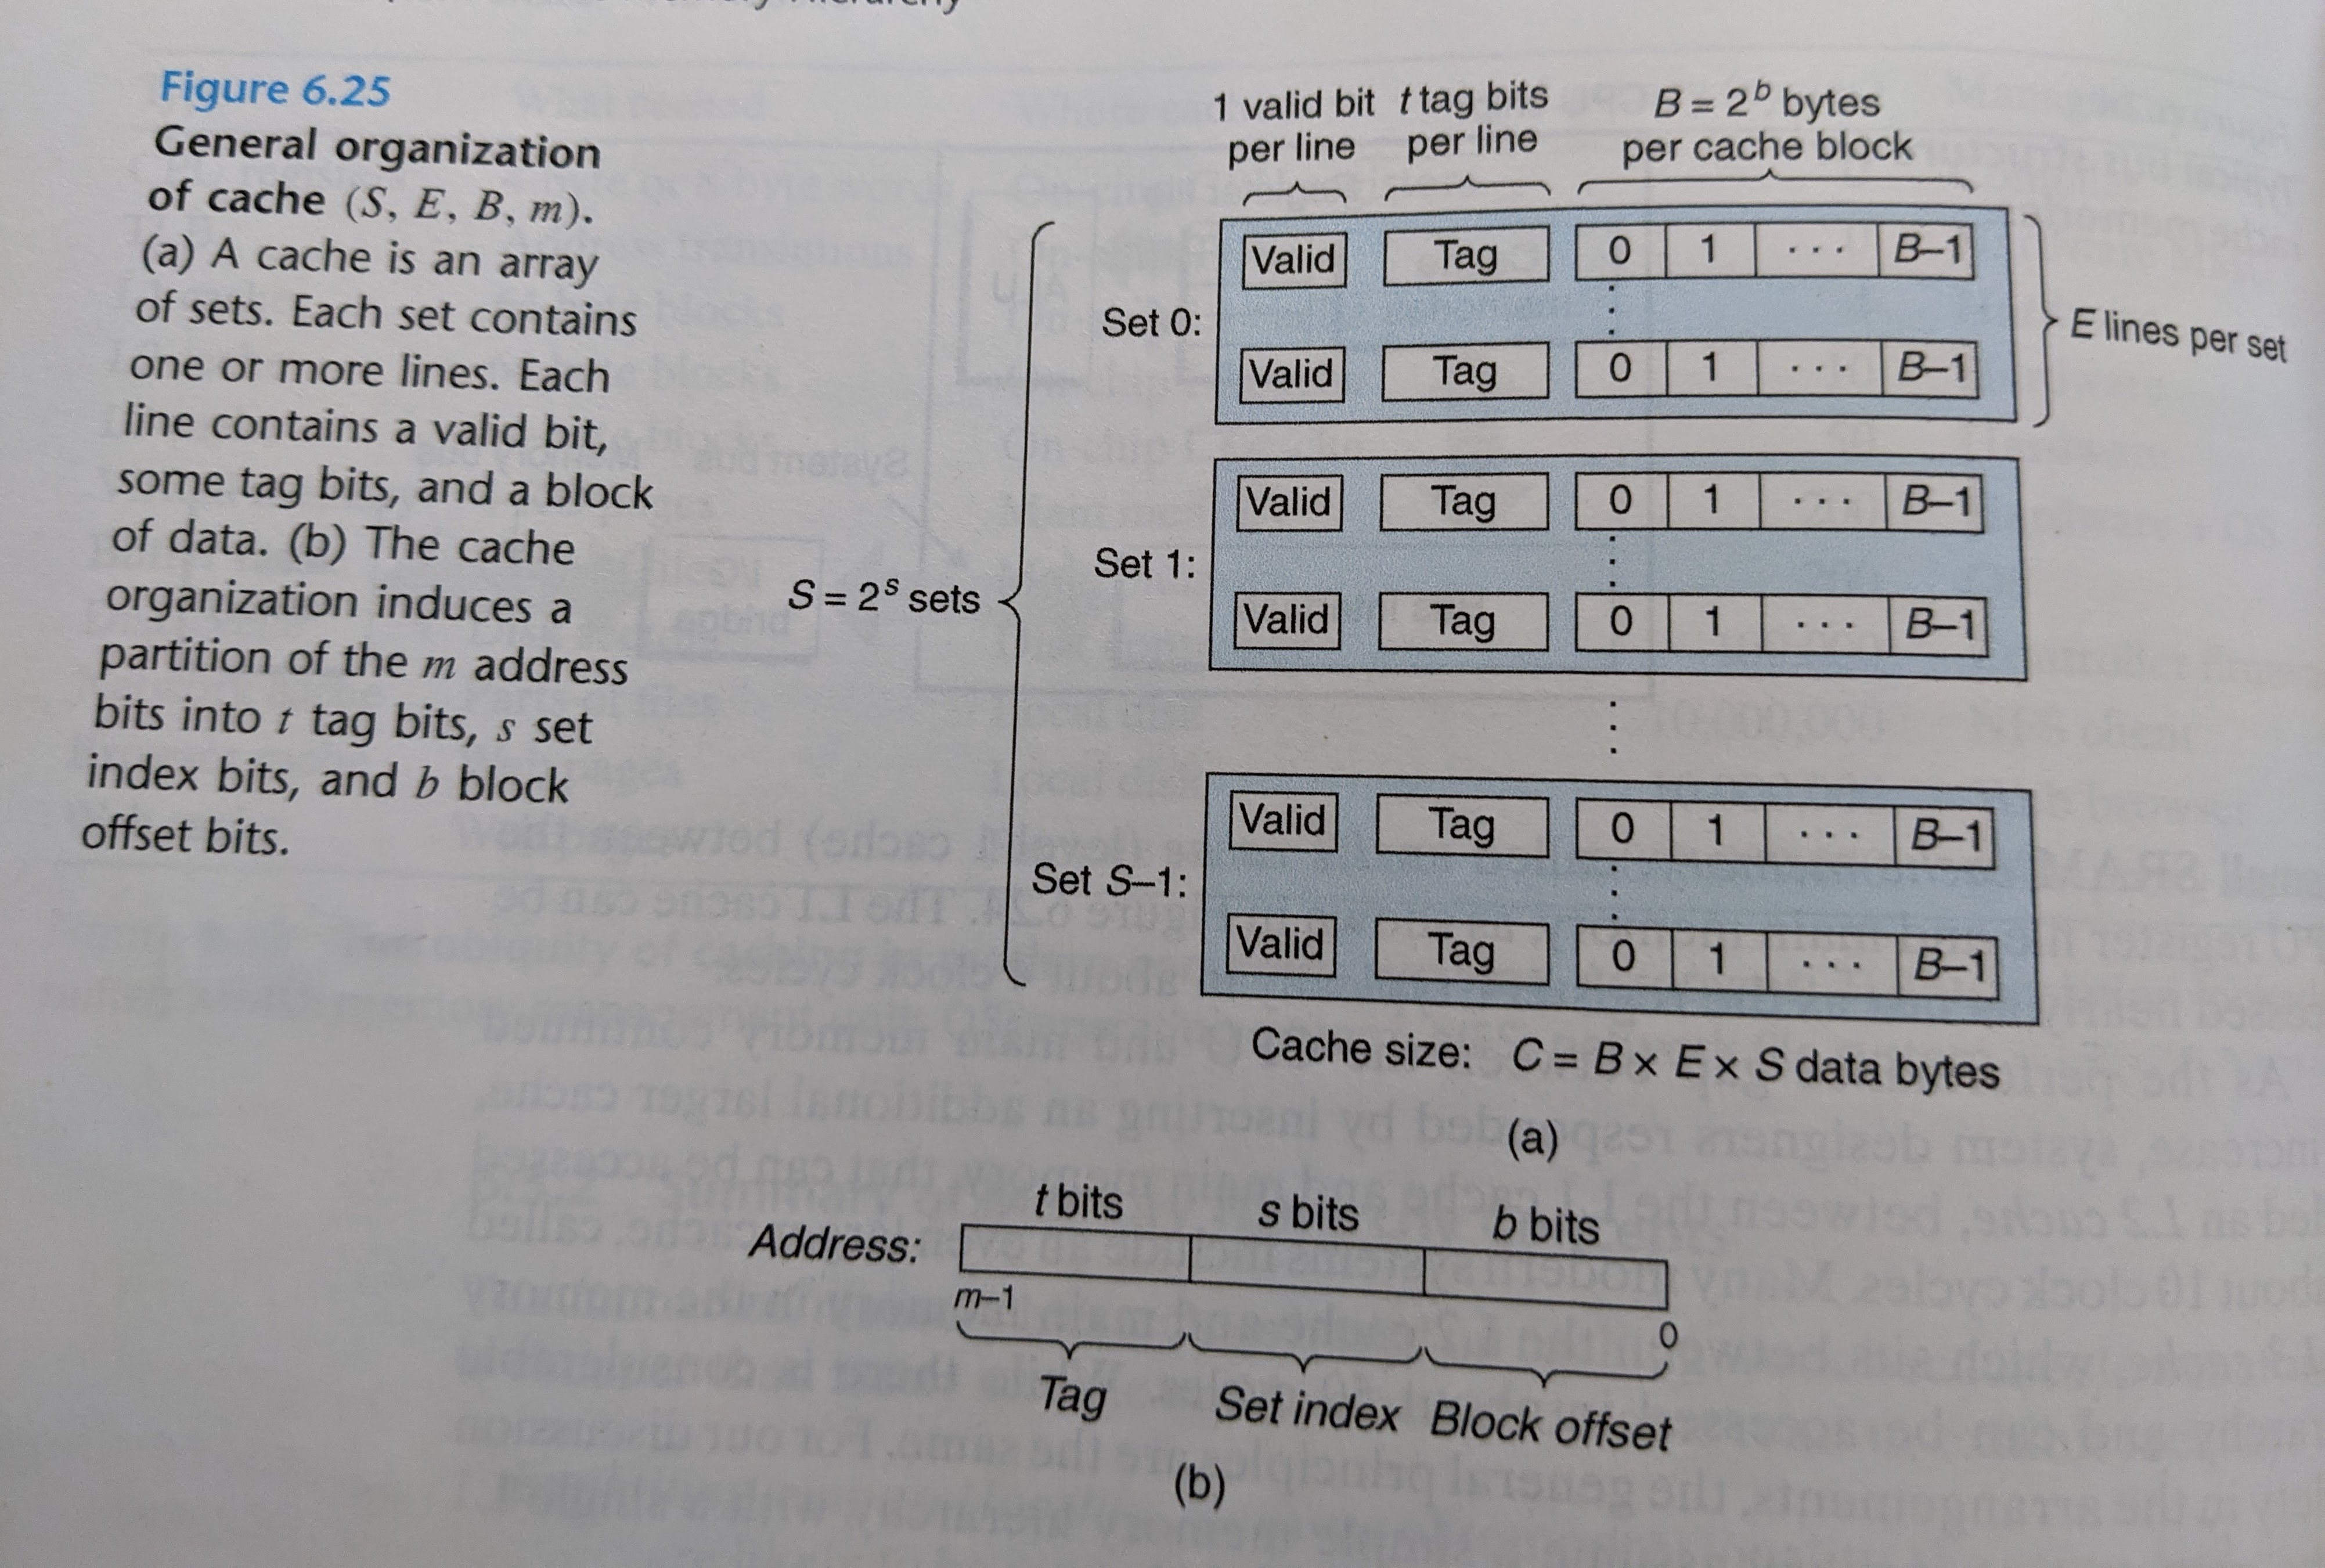 Figure 6.25
General organization
of cache (S, E, B, m).
(a) A cache is an array
of sets. Each set contains
one or more lines. Each
line contains a valid bit,
some tag bits, and a block
of data. (b) The cache
organization induces a
partition of the m address
bits into t tag bits, s set
index bits, and b block
offset bits.
1 valid bit
per line
t tag bits
per line
B = 2^b bytes
per cache block
S = 2^s sets
Set 0:
Valid Tag 0 1 · · · B–1
Valid Tag 0 1 · · · B–1
E lines per set
Set 1:
Valid Tag 0 1 · · · B–1
Valid Tag 0 1 · · · B–1
Set S–1:
Valid Tag 0 1 · · · B–1
Valid Tag 0 1 · · · B–1
Cache size: C = B × E × S data bytes
(a)
t bits s bits b bits
Address:
m–1 0
Tag Set index Block offset
(b)